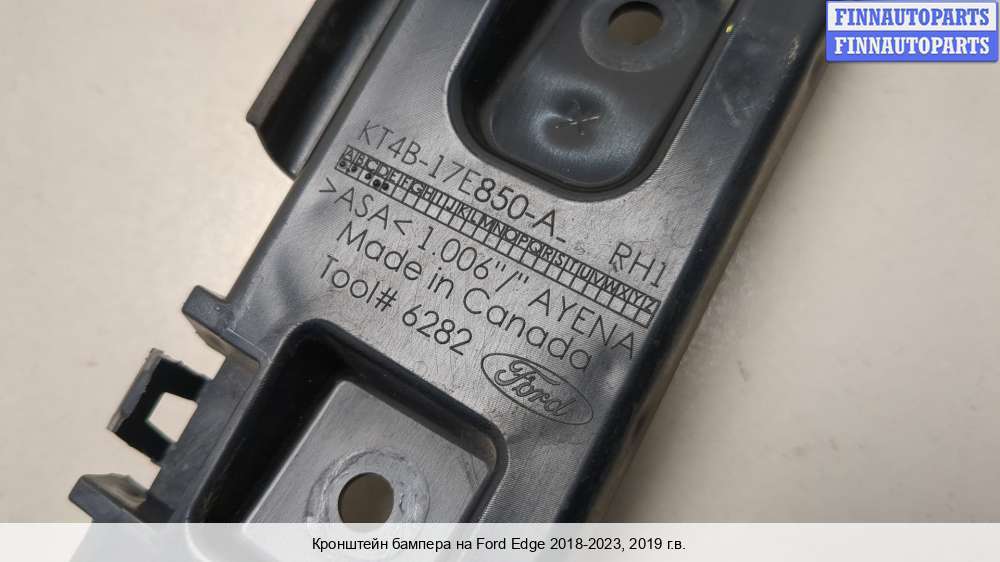 FINNAUTOPARTS
FINNAUTOPARTS
KT4B-17E850-A_ RH1
ABCDEFGHIJKLMNOPQRSTUVWXYZ
>ASA< 1.006"/" AYENA
Made in Canada
Tool# 6282
Ford
Кронштейн бампера на Ford Edge 2018-2023, 2019 г.в.